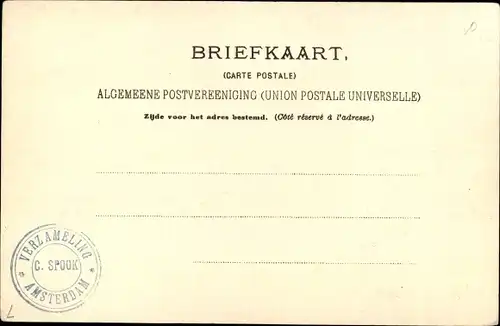 BRIEFKAART,
(CARTE POSTALE)
ALGEMEENE POSTVEREENIGING (UNION POSTALE UNIVERSELLE)
Zijde voor het adres bestemd. (Côté réservé à l'adresse.)
VERZAMELING
C. SPOOK
AMSTERDAM